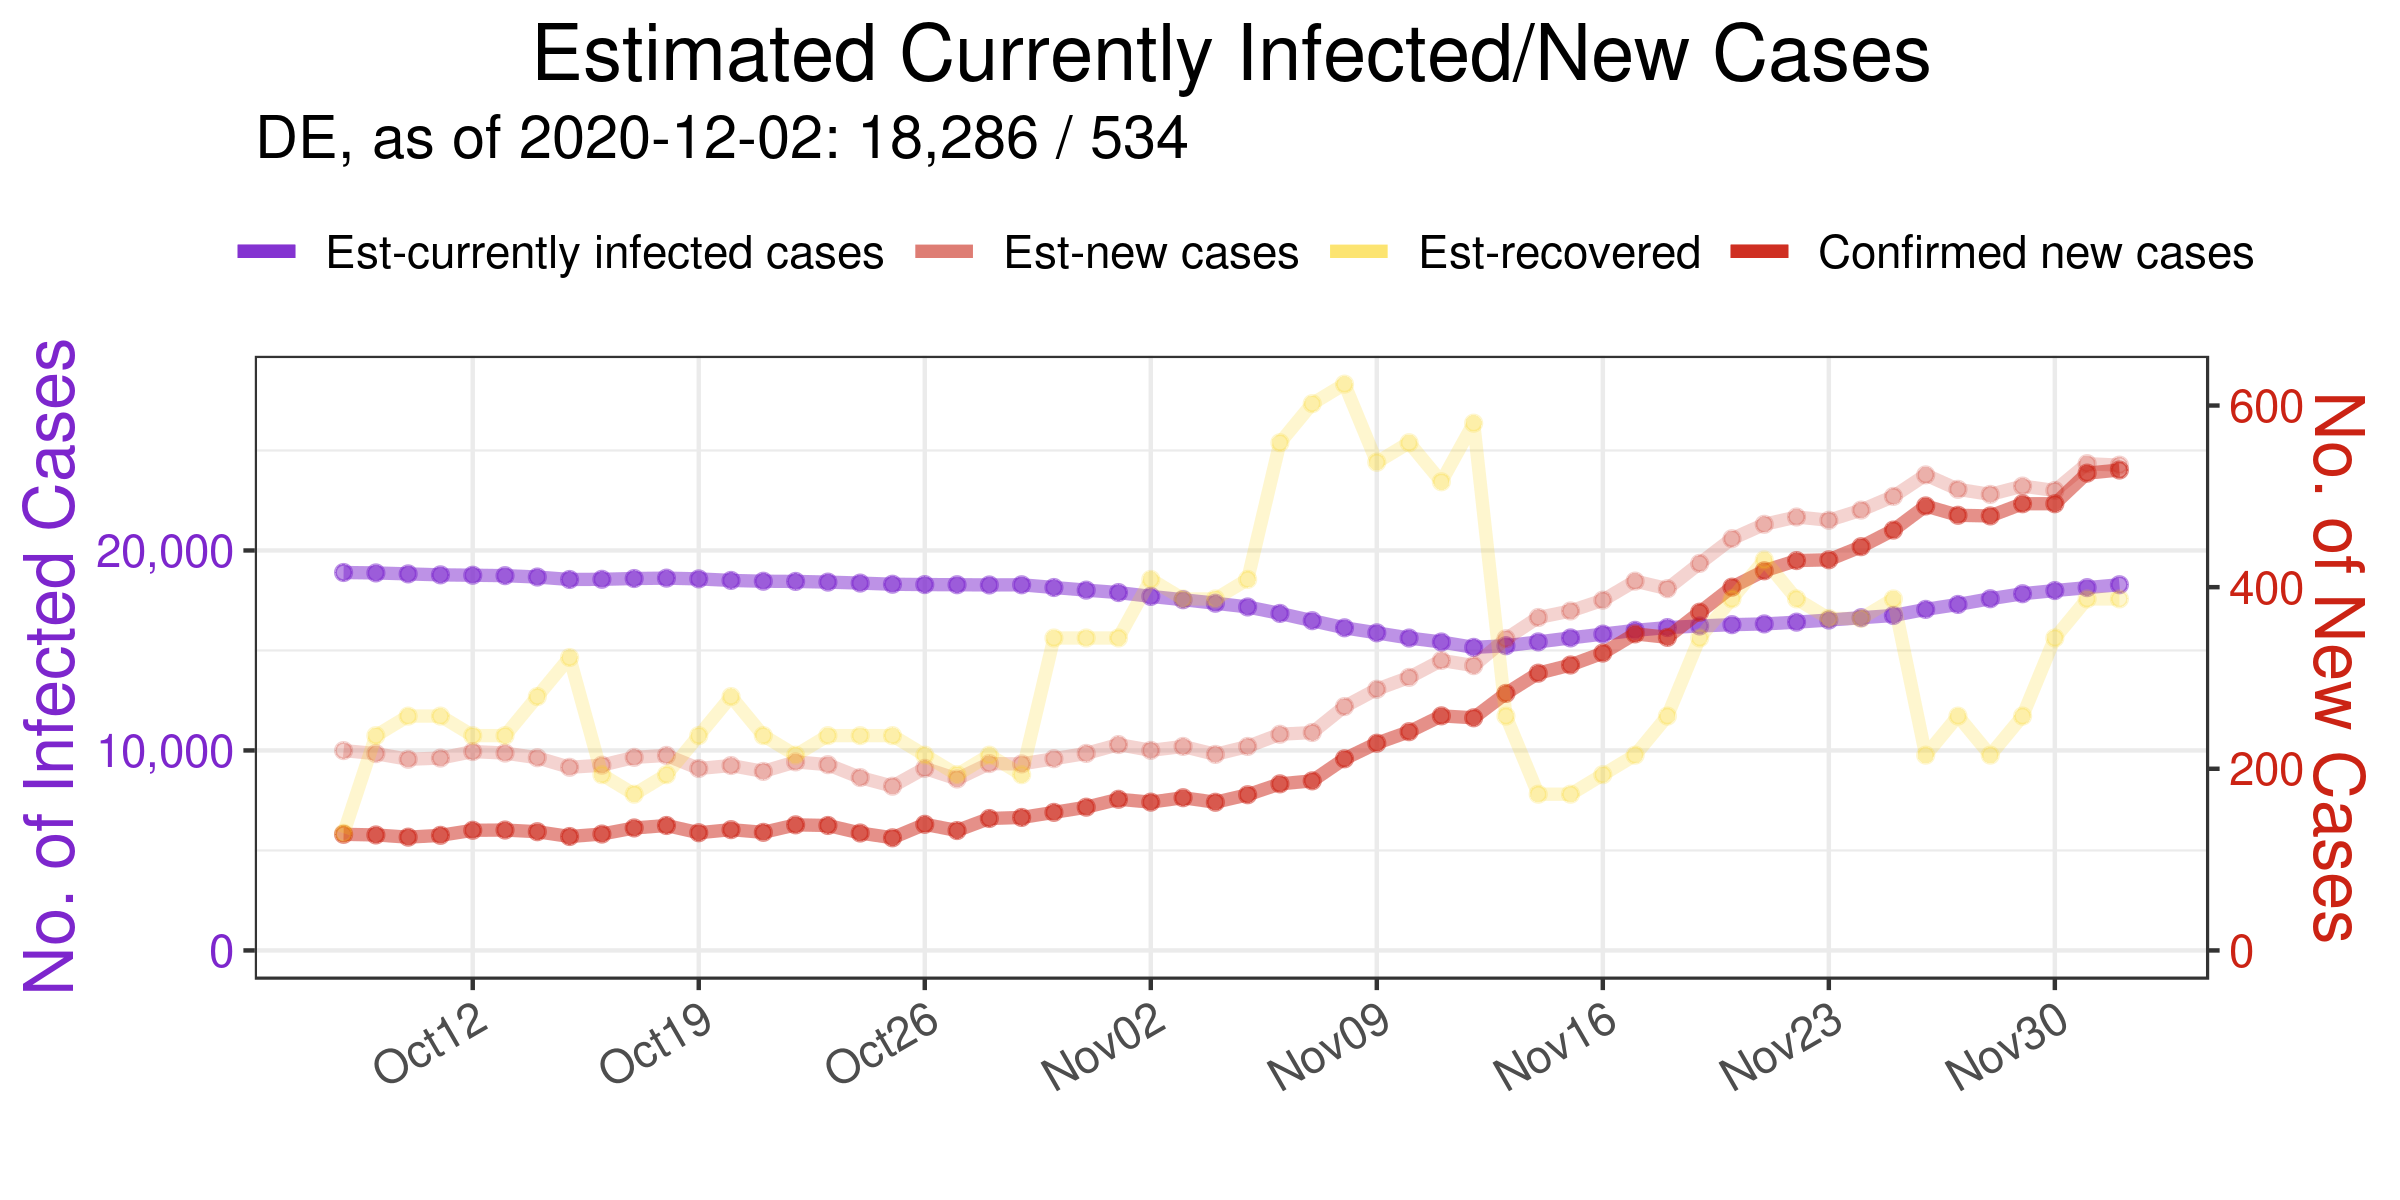 Estimated Currently Infected/New Cases
DE, as of 2020-12-02: 18,286 / 534
Est-currently infected cases
Est-new cases
Est-recovered
Confirmed new cases
No. of Infected Cases
20,000
10,000
0
600
400
200
0
No. of New Cases
Oct12
Oct19
Oct26
Nov02
Nov09
Nov16
Nov23
Nov30